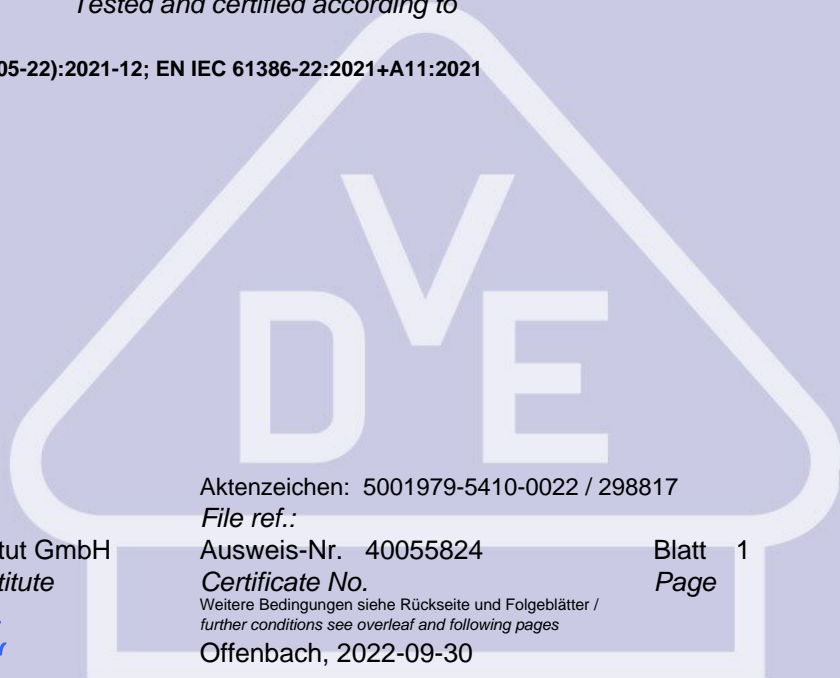 Tested and certified according to
05-22):2021-12; EN IEC 61386-22:2021+A11:2021
VDE
Aktenzeichen: 5001979-5410-0022 / 298817
File ref.:
tut GmbH Ausweis-Nr. 40055824 Blatt 1
titute Certificate No. Page
Weitere Bedingungen siehe Rückseite und Folgeblätter /
further conditions see overleaf and following pages
Offenbach, 2022-09-30